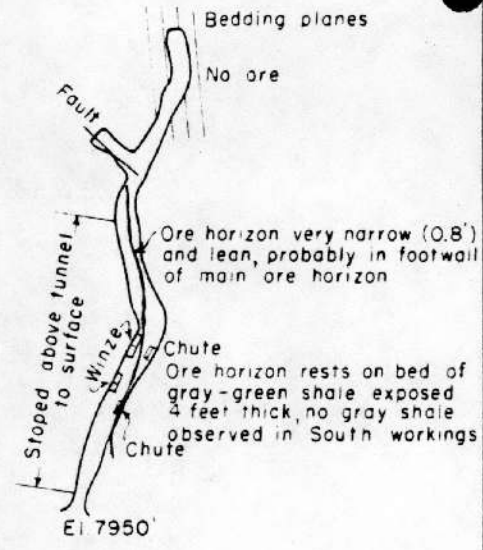 Bedding planes
No ore
Fault
Ore horizon very narrow (0.8')
and lean, probably in footwall
of main ore horizon
Stoped above tunnel
to surface
Winze
Chute
Ore horizon rests on bed of
gray-green shale exposed
4 feet thick, no gray shale
observed in South workings
Chute
El. 7950'